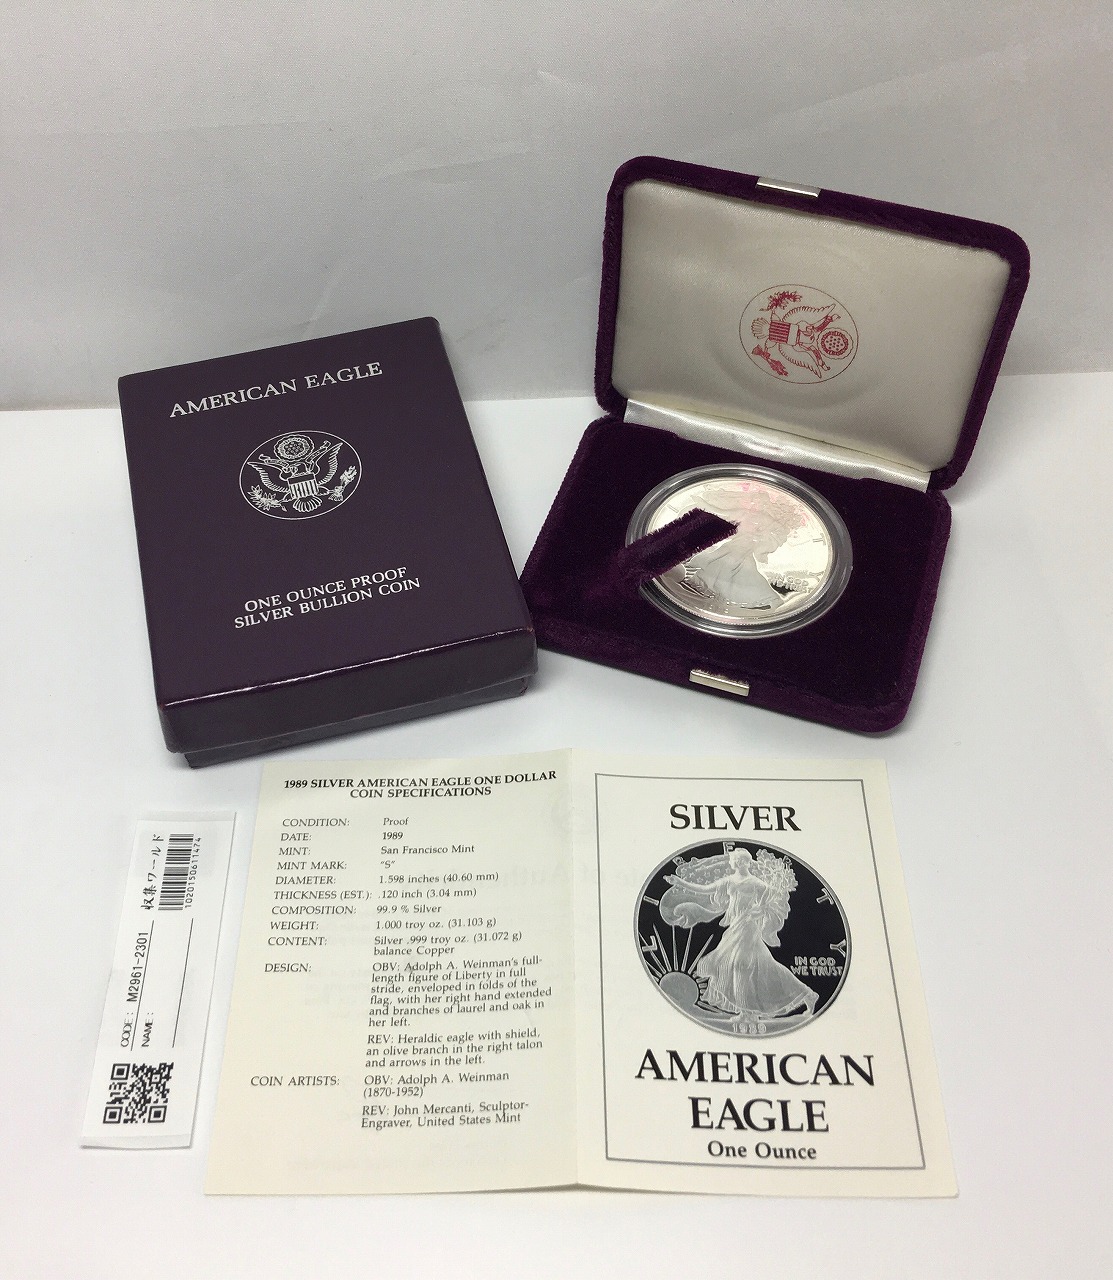 AMERICAN EAGLE
ONE OUNCE PROOF
SILVER BULLION COIN
IN GOD
WE TRUST
1989 SILVER AMERICAN EAGLE ONE DOLLAR
COIN SPECIFICATIONS
CONDITION: Proof
DATE: 1989
MINT: San Francisco Mint
MINT MARK: "S"
DIAMETER: 1.598 inches (40.60 mm)
THICKNESS (EST.): .120 inch (3.04 mm)
COMPOSITION: 99.9 % Silver
WEIGHT: 1.000 troy oz. (31.103 g)
CONTENT: Silver .999 troy oz. (31.072 g)
balance Copper
DESIGN: OBV: Adolph A. Weinman's full-
length figure of Liberty in full
stride, enveloped in folds of the
flag, with her right hand extended
and branches of laurel and oak in
her left.
REV: Heraldic eagle with shield,
an olive branch in the right talon
and arrows in the left.
COIN ARTISTS: OBV: Adolph A. Weinman
(1870-1952)
REV: John Mercanti, Sculptor-
Engraver, United States Mint
SILVER
LIBERTY
IN GOD
WE TRUST
1989
AMERICAN
EAGLE
One Ounce
収集ワールド
1020150611474
CODE: M2961-2301
NAME: